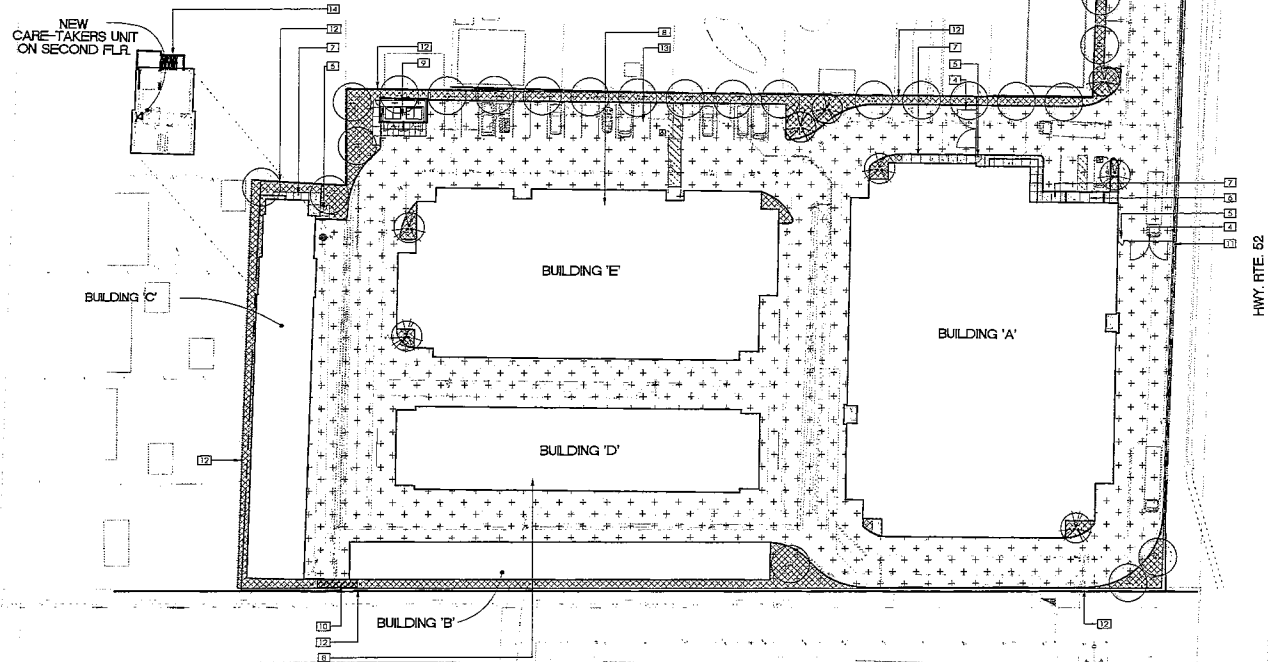 14
NEW
CARE-TAKERS UNIT
ON SECOND FLR.
12
7
5
12
9
8
13
12
7
5
4
7
6
5
4
11
HWY. RTE. 52
BUILDING 'E'
BUILDING 'C'
BUILDING 'A'
BUILDING 'D'
12
10
12
8
BUILDING 'B'
12